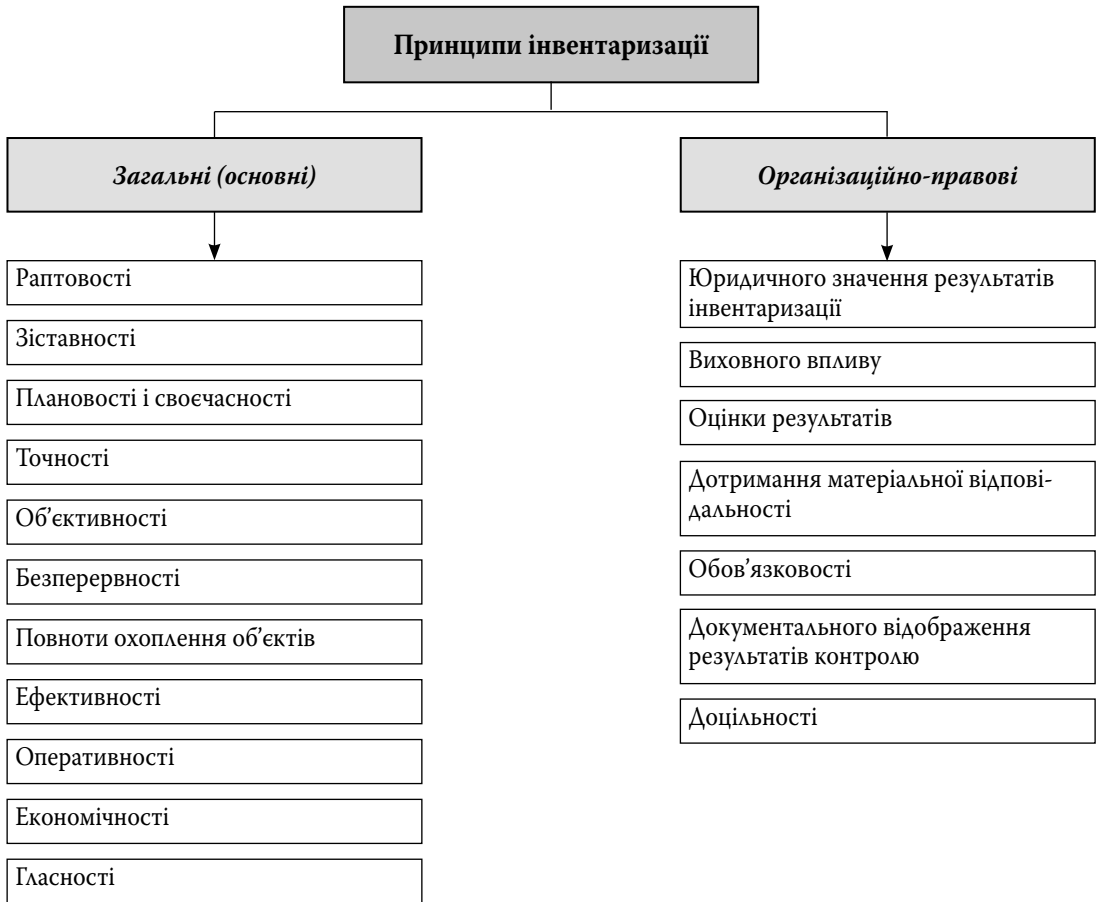 Принципи інвентаризації
Загальні (основні)
Раптовості
Зіставності
Плановості і своєчасності
Точності
Об’єктивності
Безперервності
Повноти охоплення об’єктів
Ефективності
Оперативності
Економічності
Гласності
Організаційно-правові
Юридичного значення результатів
інвентаризації
Виховного впливу
Оцінки результатів
Дотримання матеріальної відпові-
дальності
Обов’язковості
Документального відображення
результатів контролю
Доцільності